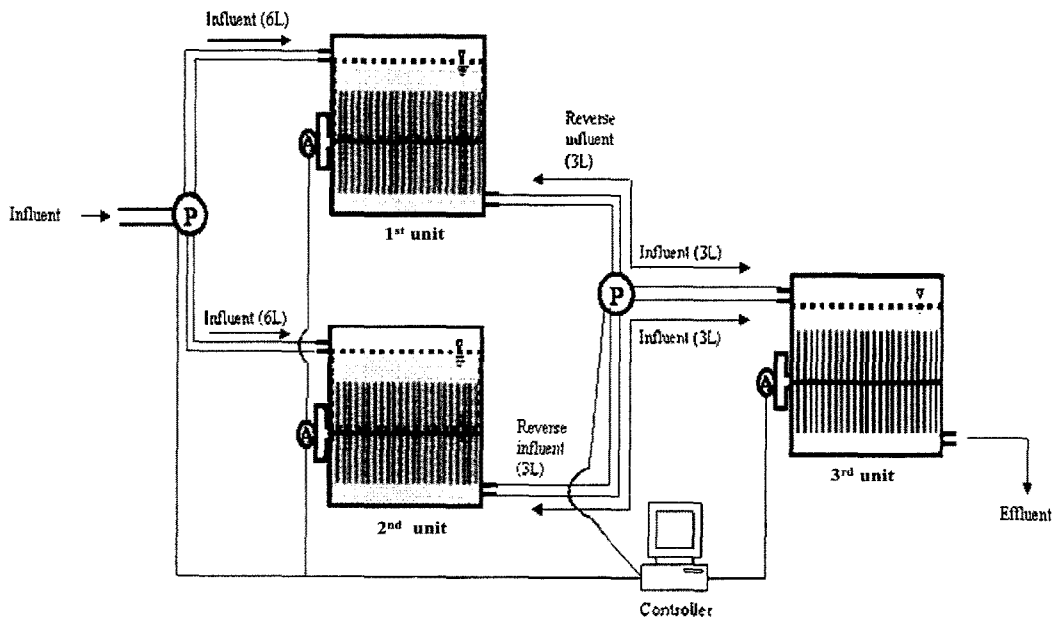 Influent (6L)
A
Reverse
influent
(3L)
Influent
P
1st unit
Influent (3L)
P
Influent (6L)
Influent (3L)
A
A
Reverse
influent
(3L)
3rd unit
2nd unit
Effluent
Controller